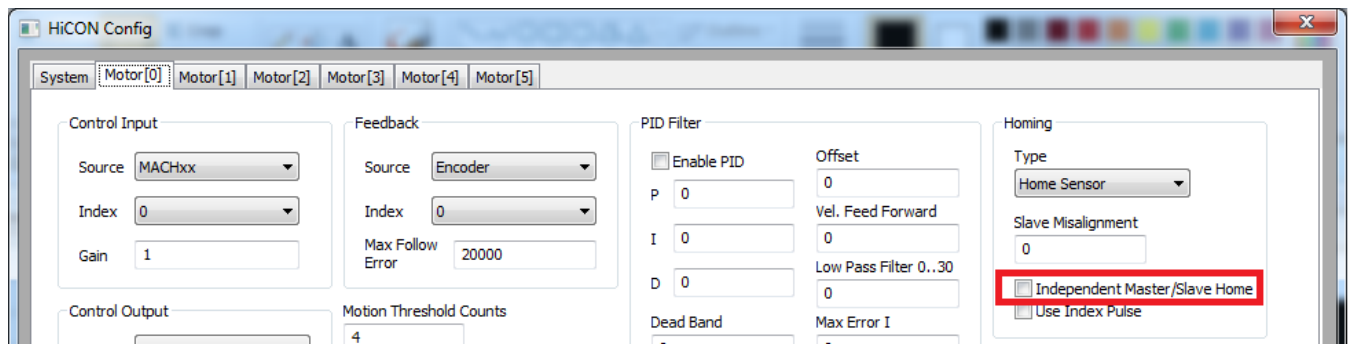 HiCON Config
System Motor[0] Motor[1] Motor[2] Motor[3] Motor[4] Motor[5]
Control Input
Source MACHxx
Index 0
Gain 1
Control Output
Feedback
Source Encoder
Index 0
Max Follow
Error 20000
Motion Threshold Counts
4
PID Filter
Enable PID
P 0
I 0
D 0
Dead Band
Offset
0
Vel. Feed Forward
0
Low Pass Filter 0..30
0
Max Error I
Homing
Type
Home Sensor
Slave Misalignment
0
Independent Master/Slave Home
Use Index Pulse